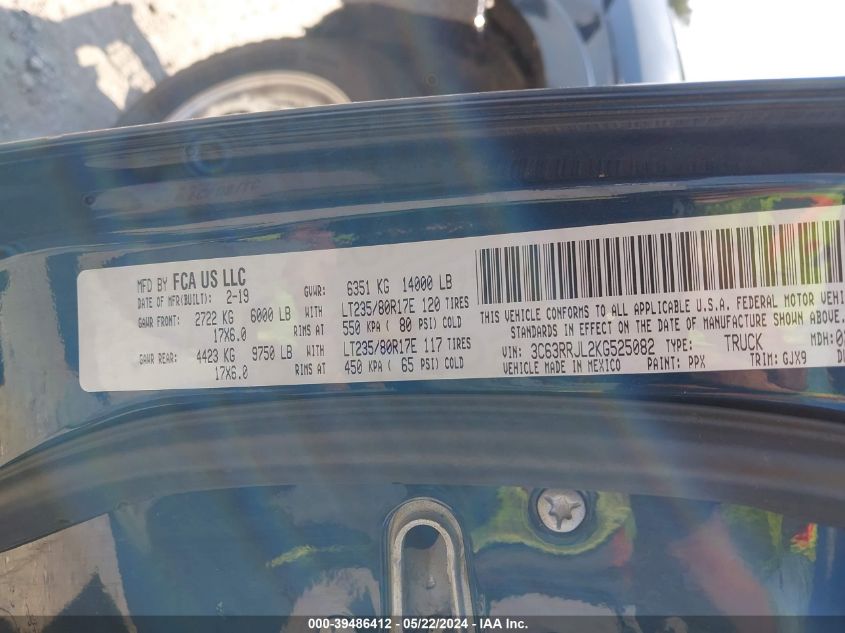 MFD BY FCA US LLC
DATE OF MFR(BUILT): 2-19
GVWR: 6351 KG 14000 LB
GAWR FRONT: 2722 KG 6000 LB WITH LT235/80R17E 120 TIRES
17X6.0 RIMS AT 550 KPA ( 80 PSI) COLD
GAWR REAR: 4423 KG 9750 LB WITH LT235/80R17E 117 TIRES
17X6.0 RIMS AT 450 KPA ( 65 PSI) COLD
THIS VEHICLE CONFORMS TO ALL APPLICABLE U.S.A. FEDERAL MOTOR
STANDARDS IN EFFECT ON THE DATE OF MANUFACTURE SHOWN ABOVE.
VIN: 3C63RRJL2KG525082 TYPE: TRUCK MDH:
VEHICLE MADE IN MEXICO PAINT: PPX TRIM: GJX9
000-39486412 - 05/22/2024 - IAA Inc.